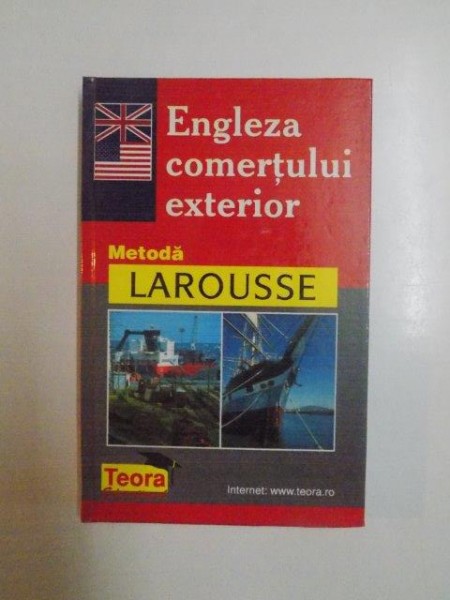 Engleza
comerțului
exterior
Metodă
LAROUSSE
Teora
Internet: www.teora.ro